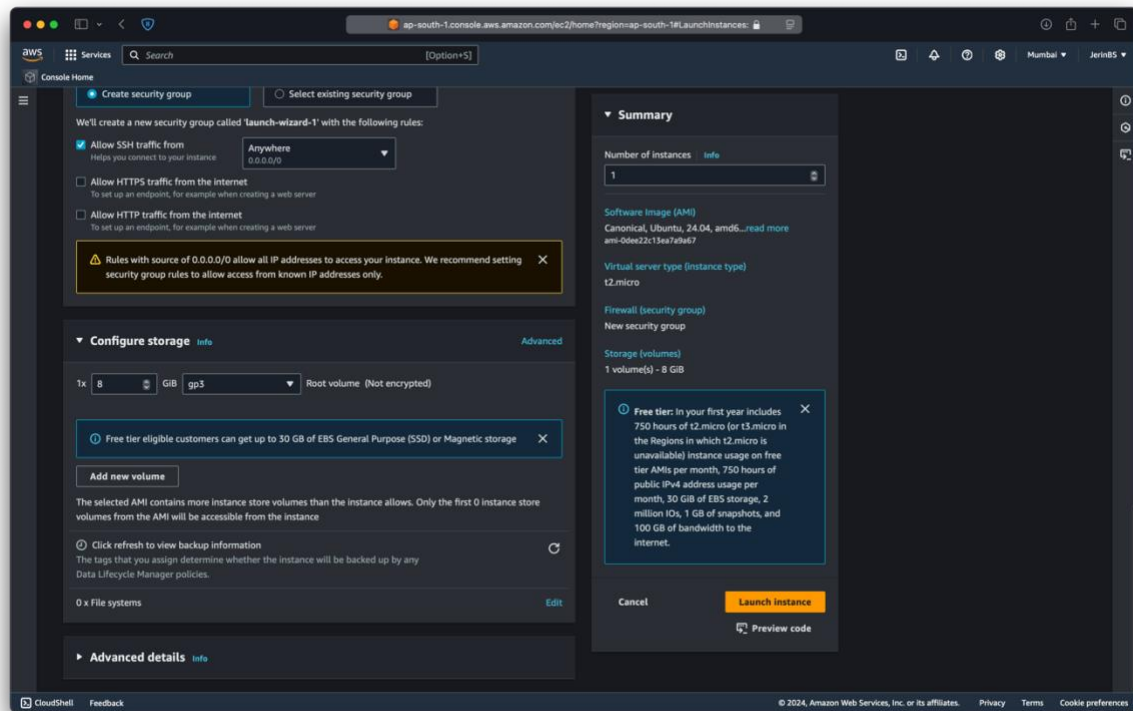 ap-south-1.console.aws.amazon.com/ec2/home?region=ap-south-1#LaunchInstances:
aws
Services
Search
[Option+S]
Mumbai
JerinBS
Console Home
Create security group
Select existing security group
We'll create a new security group called 'launch-wizard-1' with the following rules:
Allow SSH traffic from
Helps you connect to your instance
Anywhere
0.0.0.0/0
Allow HTTPS traffic from the internet
To set up an endpoint, for example when creating a web server
Allow HTTP traffic from the internet
To set up an endpoint, for example when creating a web server
Rules with source of 0.0.0.0/0 allow all IP addresses to access your instance. We recommend setting
security group rules to allow access from known IP addresses only.
Configure storage Info
Advanced
1x 8 GiB gp3 Root volume (Not encrypted)
Free tier eligible customers can get up to 30 GB of EBS General Purpose (SSD) or Magnetic storage
Add new volume
The selected AMI contains more instance store volumes than the instance allows. Only the first 0 instance store
volumes from the AMI will be accessible from the instance
Click refresh to view backup information
The tags that you assign determine whether the instance will be backed up by any
Data Lifecycle Manager policies.
0 x File systems
Edit
Advanced details Info
Summary
Number of instances Info
1
Software Image (AMI)
Canonical, Ubuntu, 24.04, amd6...read more
ami-0dee22c13ea7a9a67
Virtual server type (instance type)
t2.micro
Firewall (security group)
New security group
Storage (volumes)
1 volume(s) - 8 GiB
Free tier: In your first year includes
750 hours of t2.micro (or t3.micro in
the Regions in which t2.micro is
unavailable) instance usage on free
tier AMIs per month, 750 hours of
public IPv4 address usage per
month, 30 GiB of EBS storage, 2
million IOs, 1 GB of snapshots, and
100 GB of bandwidth to the
internet.
Cancel
Launch instance
Preview code
CloudShell
Feedback
© 2024, Amazon Web Services, Inc. or its affiliates.
Privacy
Terms
Cookie preferences